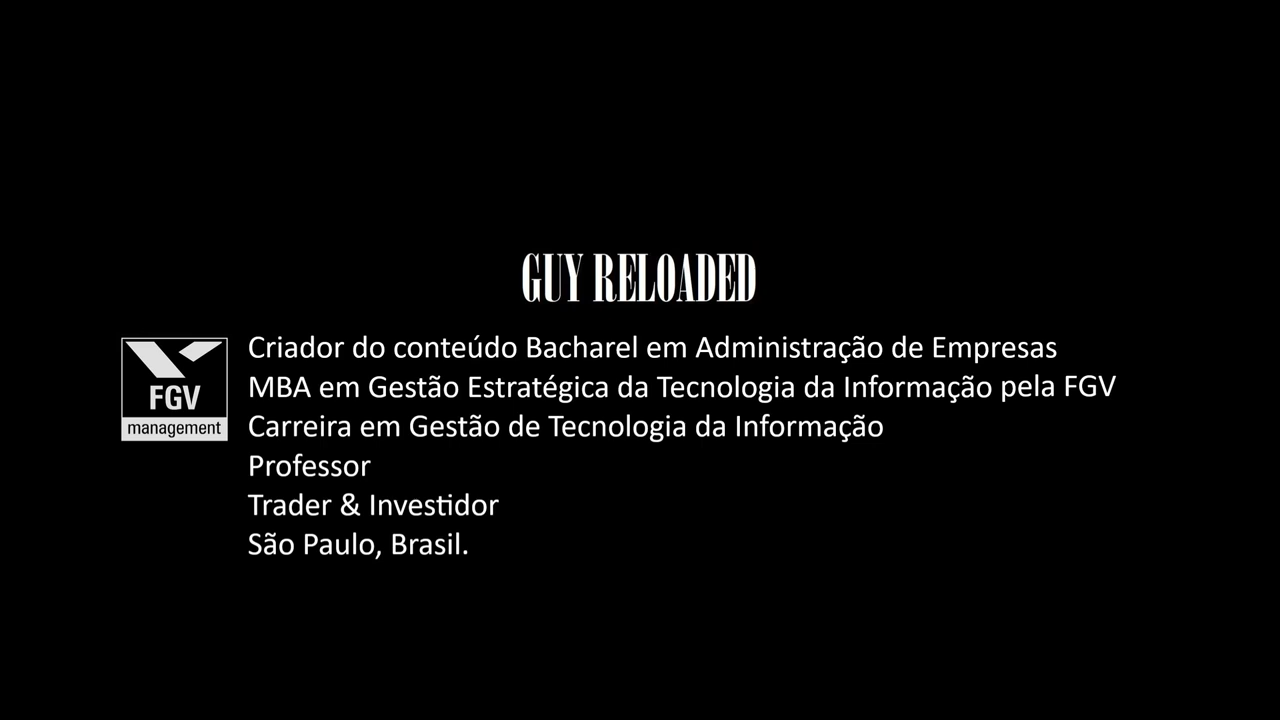 GUY RELOADED
Criador do conteúdo Bacharel em Administração de Empresas
MBA em Gestão Estratégica da Tecnologia da Informação pela FGV
Carreira em Gestão de Tecnologia da Informação
Professor
Trader & Investidor
São Paulo, Brasil.
FGV
management